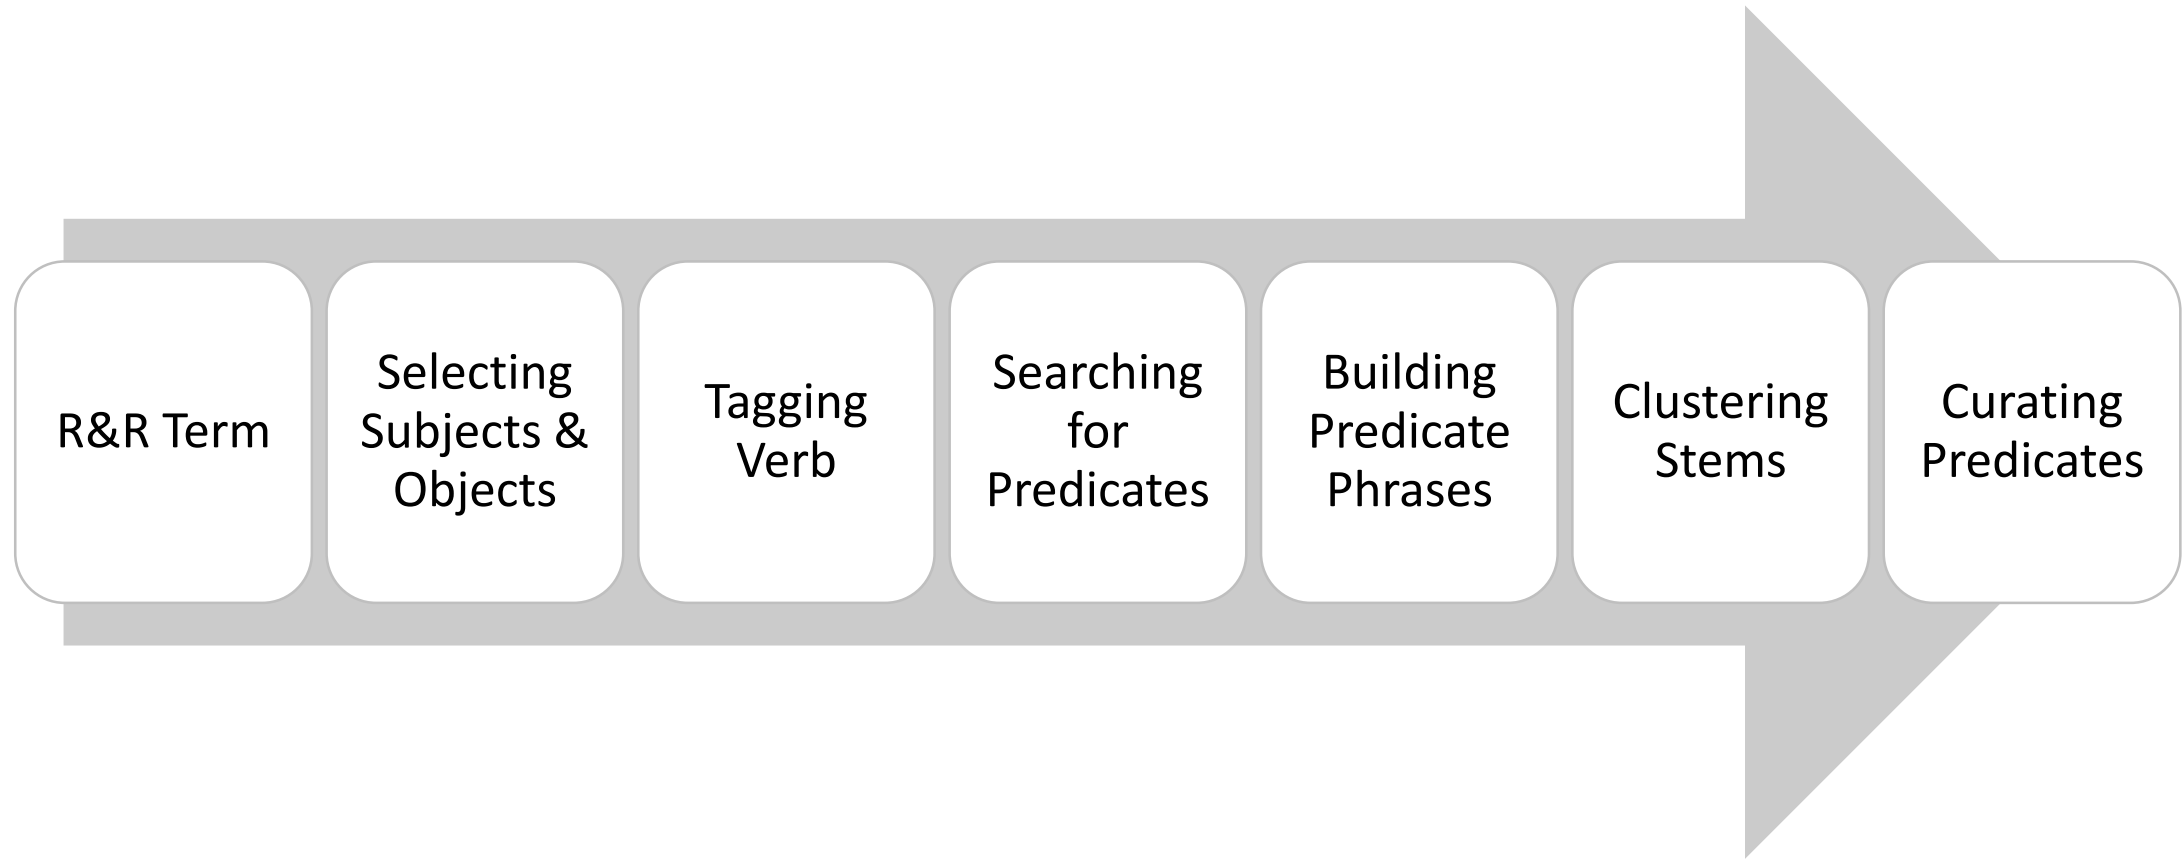 R&R Term
Selecting
Subjects &
Objects
Tagging
Verb
Searching
for
Predicates
Building
Predicate
Phrases
Clustering
Stems
Curating
Predicates